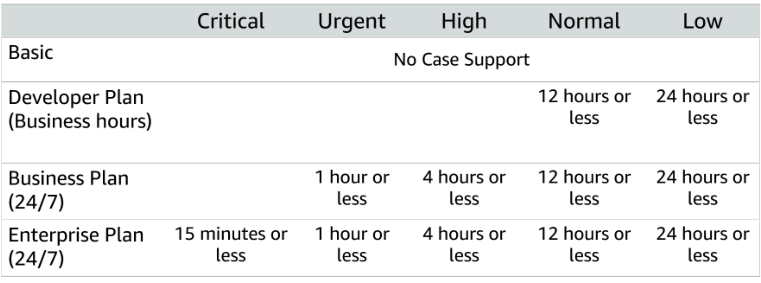 Critical Urgent High Normal Low
Basic No Case Support
Developer Plan 12 hours or 24 hours or
(Business hours) less less
Business Plan 1 hour or 4 hours or 12 hours or 24 hours or
(24/7) less less less less
Enterprise Plan 15 minutes or 1 hour or 4 hours or 12 hours or 24 hours or
(24/7) less less less less less